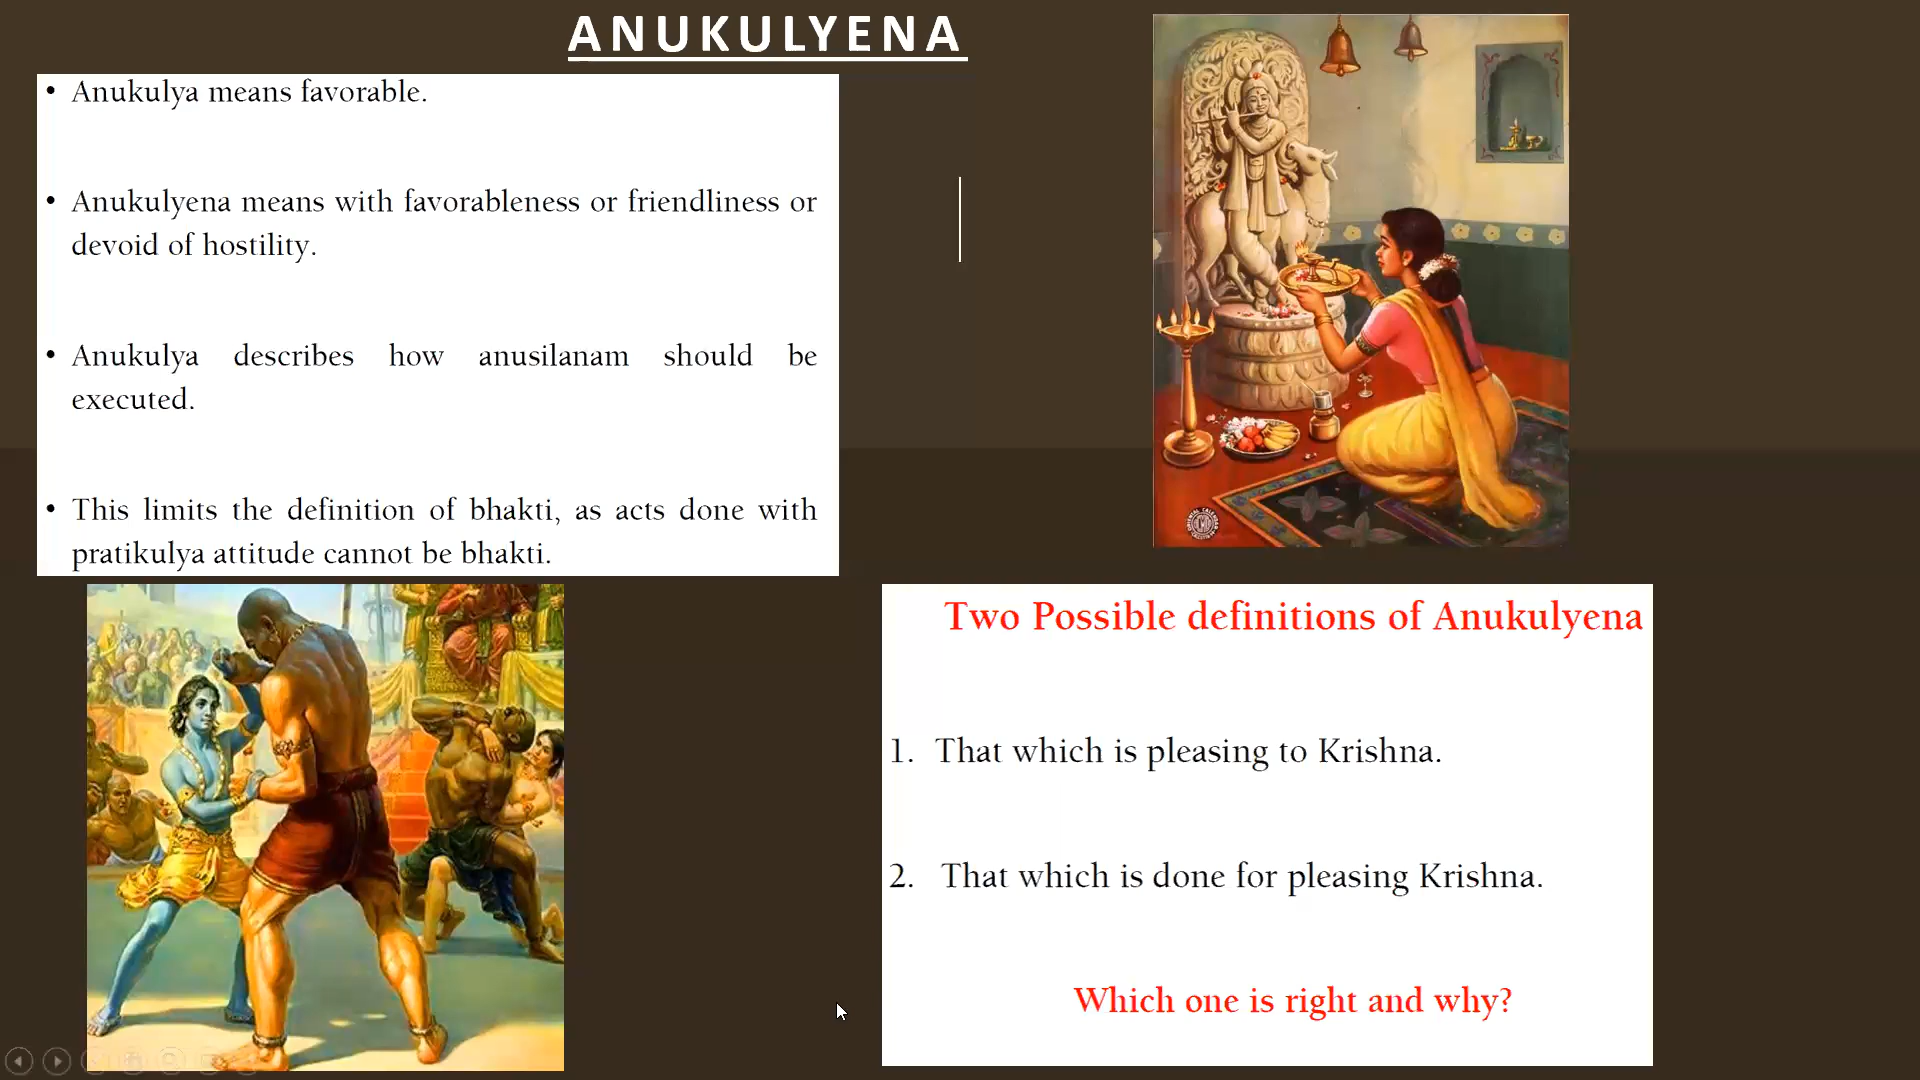 ANUKULYENA
• Anukulya means favorable.
• Anukulyena means with favorableness or friendliness or
devoid of hostility.
• Anukulya describes how anusilanam should be
executed.
• This limits the definition of bhakti, as acts done with
pratikulya attitude cannot be bhakti.
Two Possible definitions of Anukulyena
1. That which is pleasing to Krishna.
2. That which is done for pleasing Krishna.
Which one is right and why?